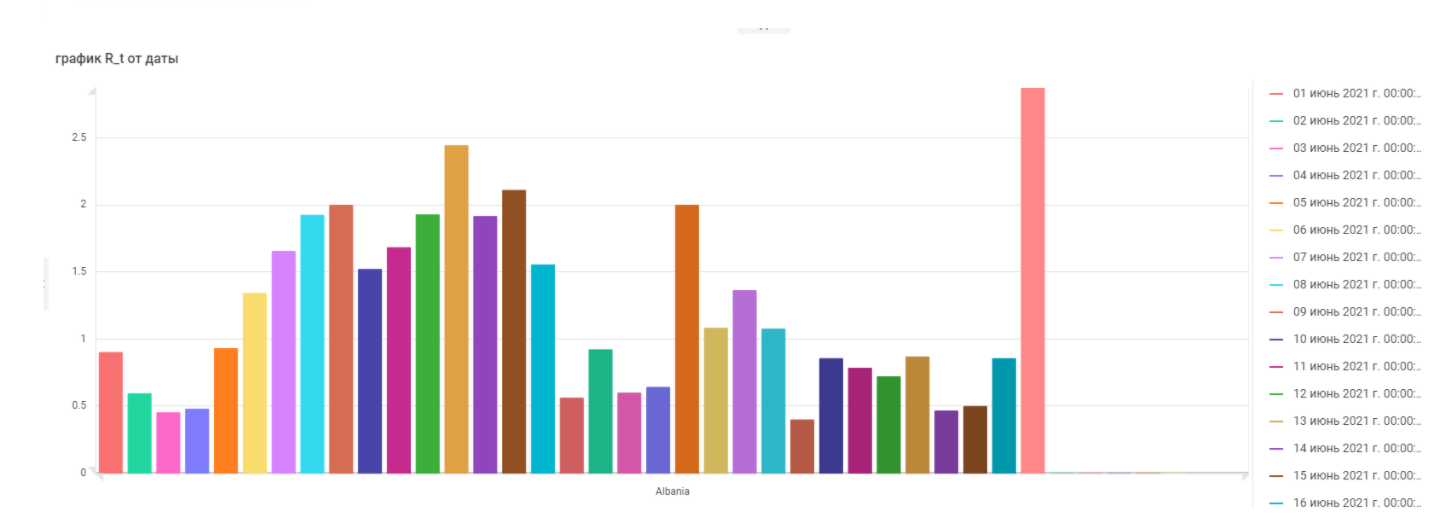 график R_t от даты
2.5
2
1.5
1
0.5
0
Albania
01 июнь 2021 г. 00:00:..
02 июнь 2021 г. 00:00:..
03 июнь 2021 г. 00:00:..
04 июнь 2021 г. 00:00:..
05 июнь 2021 г. 00:00:..
06 июнь 2021 г. 00:00:..
07 июнь 2021 г. 00:00:..
08 июнь 2021 г. 00:00:..
09 июнь 2021 г. 00:00:..
10 июнь 2021 г. 00:00:..
11 июнь 2021 г. 00:00:..
12 июнь 2021 г. 00:00:..
13 июнь 2021 г. 00:00:..
14 июнь 2021 г. 00:00:..
15 июнь 2021 г. 00:00:..
16 июнь 2021 г. 00:00:..